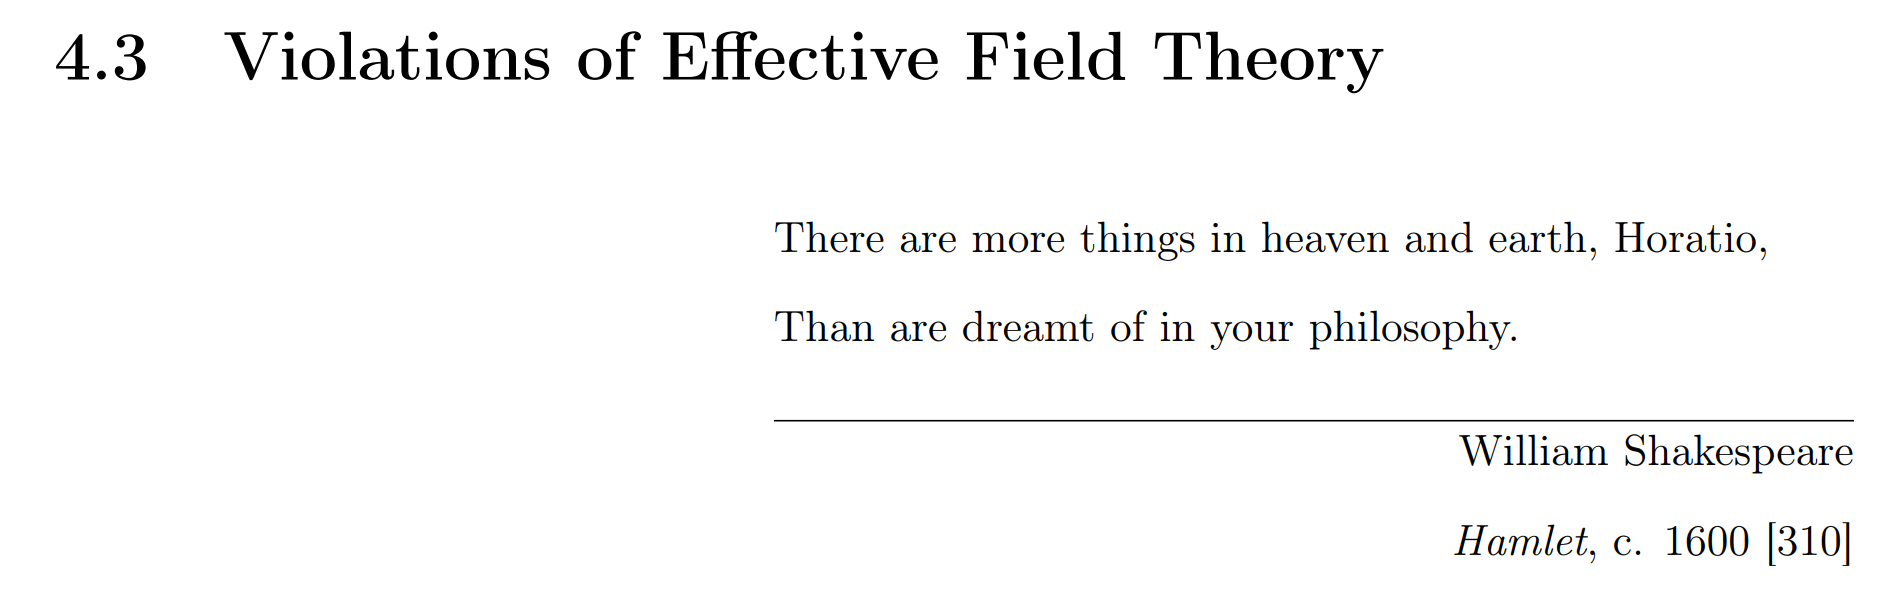 4.3 Violations of Effective Field Theory
There are more things in heaven and earth, Horatio,
Than are dreamt of in your philosophy.
William Shakespeare
Hamlet, c. 1600 [310]